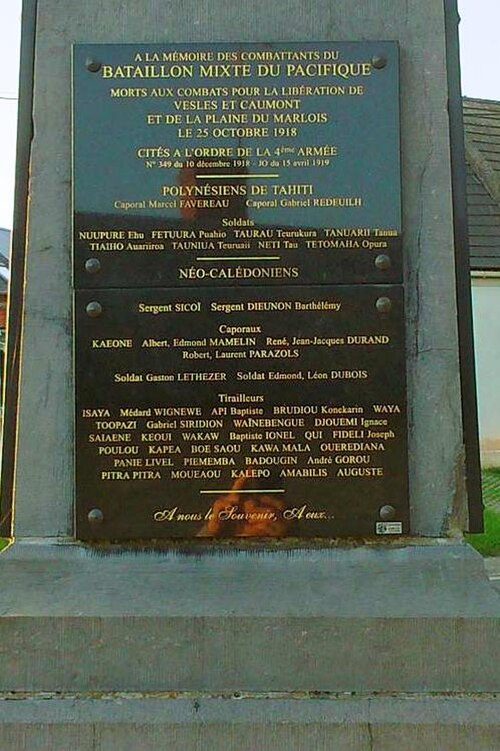 A LA MÉMOIRE DES COMBATTANTS DU
BATAILLON MIXTE DU PACIFIQUE
MORTS AUX COMBATS POUR LA LIBÉRATION DE
VESLES ET CAUMONT
ET DE LA PLAINE DU MARLOIS
LE 25 OCTOBRE 1918
CITÉS A L'ORDRE DE LA 4ème ARMÉE
N° 349 du 10 décembre 1918 - JO du 15 avril 1919
POLYNÉSIENS DE TAHITI
Caporal Marcel FAVEREAU Caporal Gabriel REDEUILH
Soldats
NUUPURE Ehu FETUURA Puahio TAURAU Teurukura TANUARII Tanua
TIAIHO Auariiroa TAUNIUA Teuruaii NETI Tau TETOMAHA Opura
NÉO-CALÉDONIENS
Sergent SICOÏ Sergent DIEUNON Barthélémy
Caporaux
KAEONE Albert, Edmond MAMELIN René, Jean-Jacques DURAND
Robert, Laurent PARAZOLS
Soldat Gaston LETHEZER Soldat Edmond, Léon DUBOIS
Tirailleurs
ISAYA Médard WIGNEWE API Baptiste BRUDIOU Konekarin WAYA
TOOPAZI Gabriel SIRIDION WAÏNEBENGUE DJOUEMI Ignace
SAIAENE KEOUI WAKAW Baptiste IONEL QUI FIDELI Joseph
POULOU KAPEA BOE SAOU KAWA MALA OUEREDIANA
PANIE LIVEL PIEMEMBA BADOUGIN André GOROU
PITRA PITRA MOUEAOU KALEPO AMABILIS AUGUSTE
A nous le Souvenir, A eux...